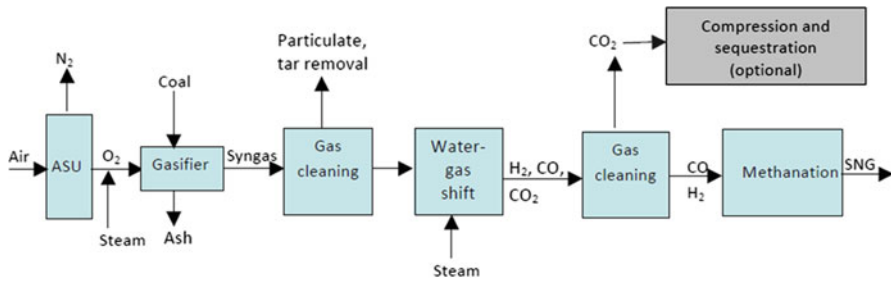 Air
N₂
ASU
O₂
Steam
Coal
Gasifier
Ash
Syngas
Particulate,
tar removal
Gas
cleaning
Water-
gas
shift
Steam
H₂, CO,
CO₂
CO₂
Gas
cleaning
Compression and
sequestration
(optional)
CO
H₂
Methanation
SNG